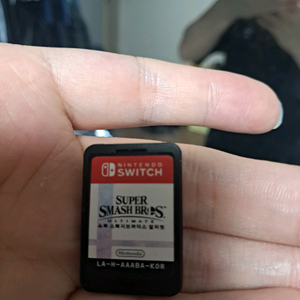 NINTENDO
SWITCH
SUPER
SMASH BROS.
ULTIMATE
Nintendo
LA-H-AAABA-KOR